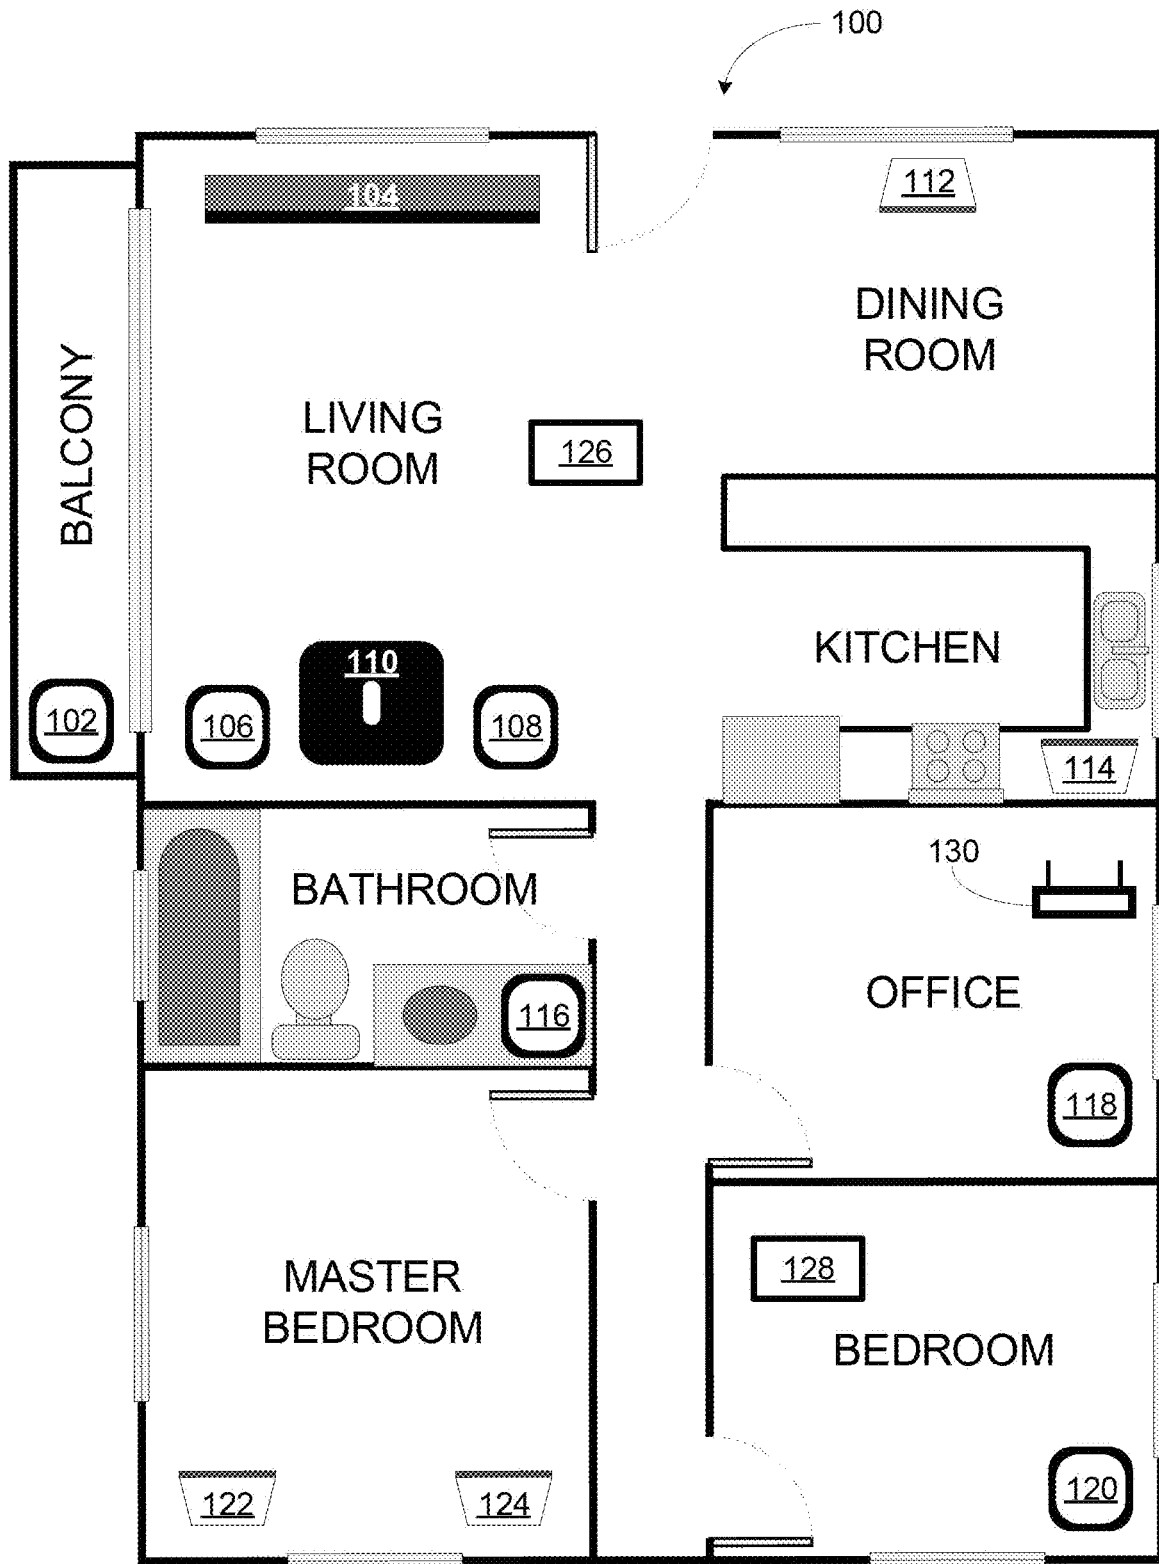 100
104
112
DINING
ROOM
BALCONY
LIVING
ROOM
126
KITCHEN
110
102
106
108
114
130
BATHROOM
OFFICE
116
118
128
MASTER
BEDROOM
BEDROOM
122
124
120